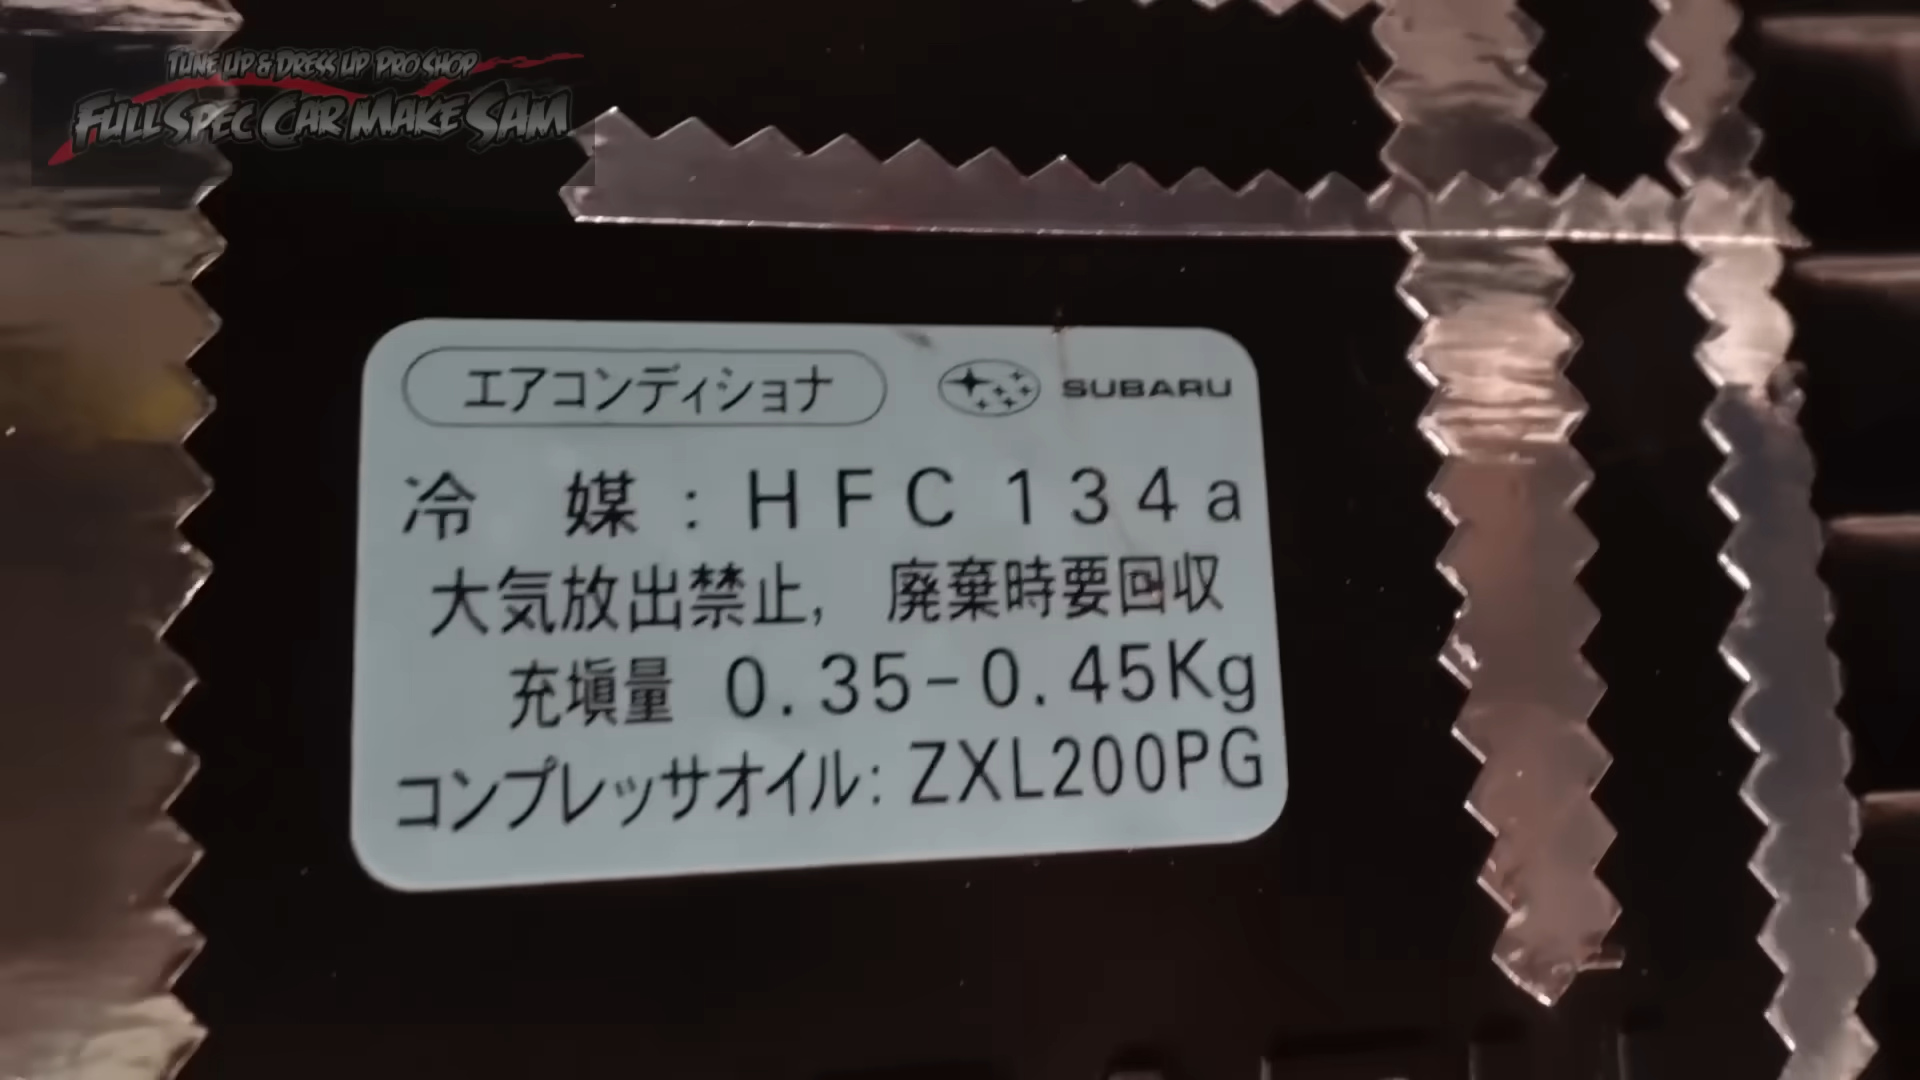 TUNE UP & DRESS UP PRO SHOP
FULL SPEC CAR MAKE SAM
エアコンディショナ SUBARU
冷 媒 : HFC134a
大気放出禁止, 廃棄時要回収
充塡量 0.35-0.45Kg
コンプレッサオイル: ZXL200PG